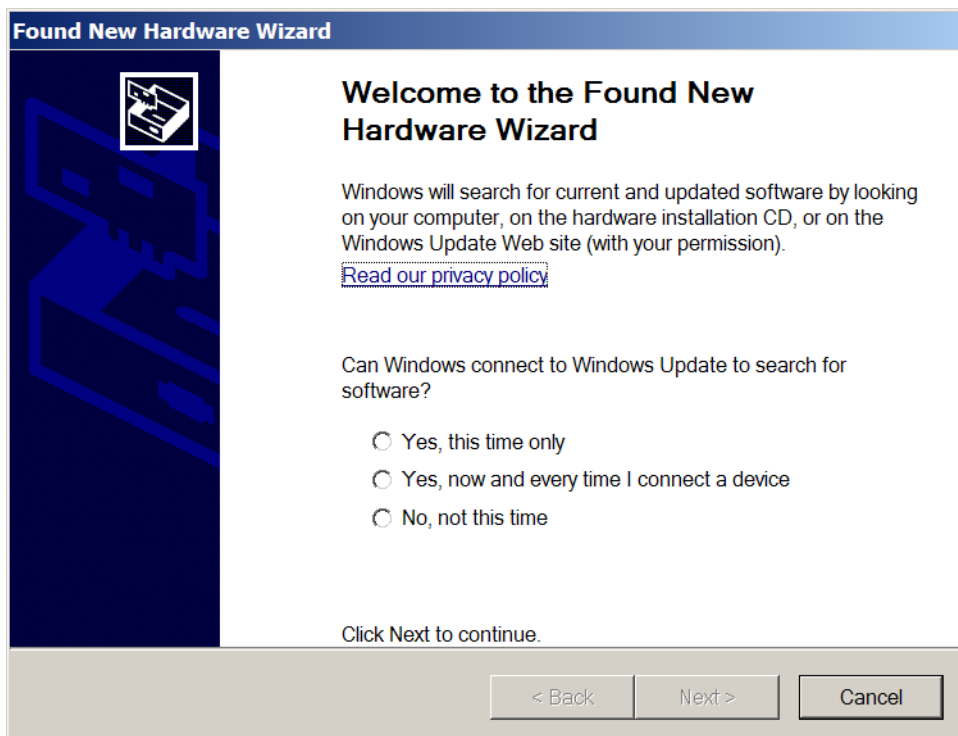 Found New Hardware Wizard
Welcome to the Found New
Hardware Wizard
Windows will search for current and updated software by looking
on your computer, on the hardware installation CD, or on the
Windows Update Web site (with your permission).
Read our privacy policy
Can Windows connect to Windows Update to search for
software?
Yes, this time only
Yes, now and every time I connect a device
No, not this time
Click Next to continue.
< Back
Next >
Cancel